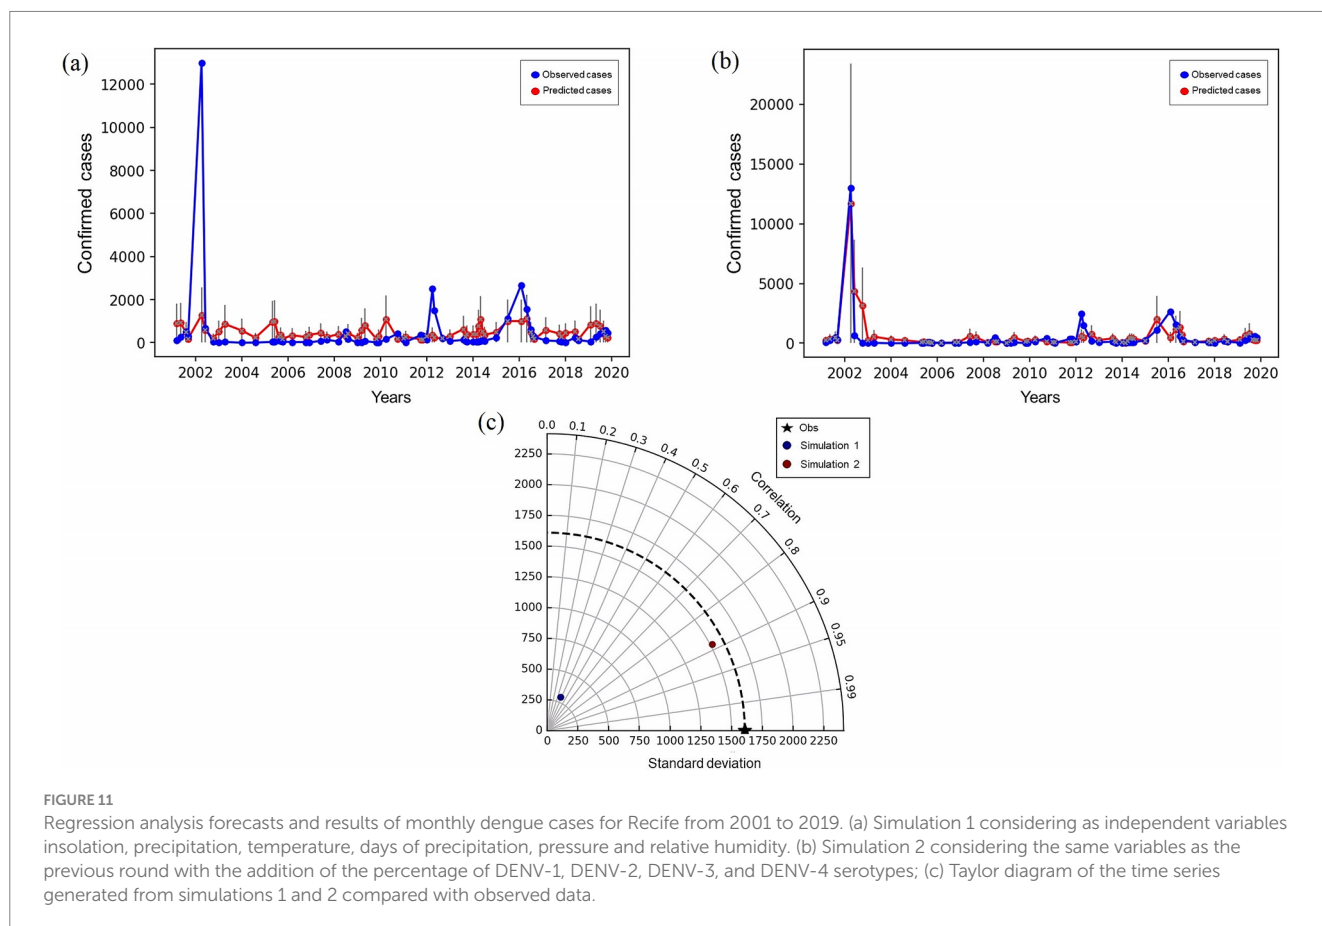 (a)
Observed cases
Predicted cases
12000
10000
8000
6000
4000
2000
0
Confirmed cases
2002 2004 2006 2008 2010 2012 2014 2016 2018 2020
Years
(b)
Observed cases
Predicted cases
20000
15000
10000
5000
0
Confirmed cases
2002 2004 2006 2008 2010 2012 2014 2016 2018 2020
Years
(c)
0.0 0.1 0.2 0.3 0.4 0.5 0.6 0.7 0.8 0.9 0.95 0.99
Correlation
Obs
Simulation 1
Simulation 2
2250
2000
1750
1500
1250
1000
750
500
250
0
0 250 500 750 1000 1250 1500 1750 2000 2250
Standard deviation
FIGURE 11
Regression analysis forecasts and results of monthly dengue cases for Recife from 2001 to 2019. (a) Simulation 1 considering as independent variables
insolation, precipitation, temperature, days of precipitation, pressure and relative humidity. (b) Simulation 2 considering the same variables as the
previous round with the addition of the percentage of DENV-1, DENV-2, DENV-3, and DENV-4 serotypes; (c) Taylor diagram of the time series
generated from simulations 1 and 2 compared with observed data.